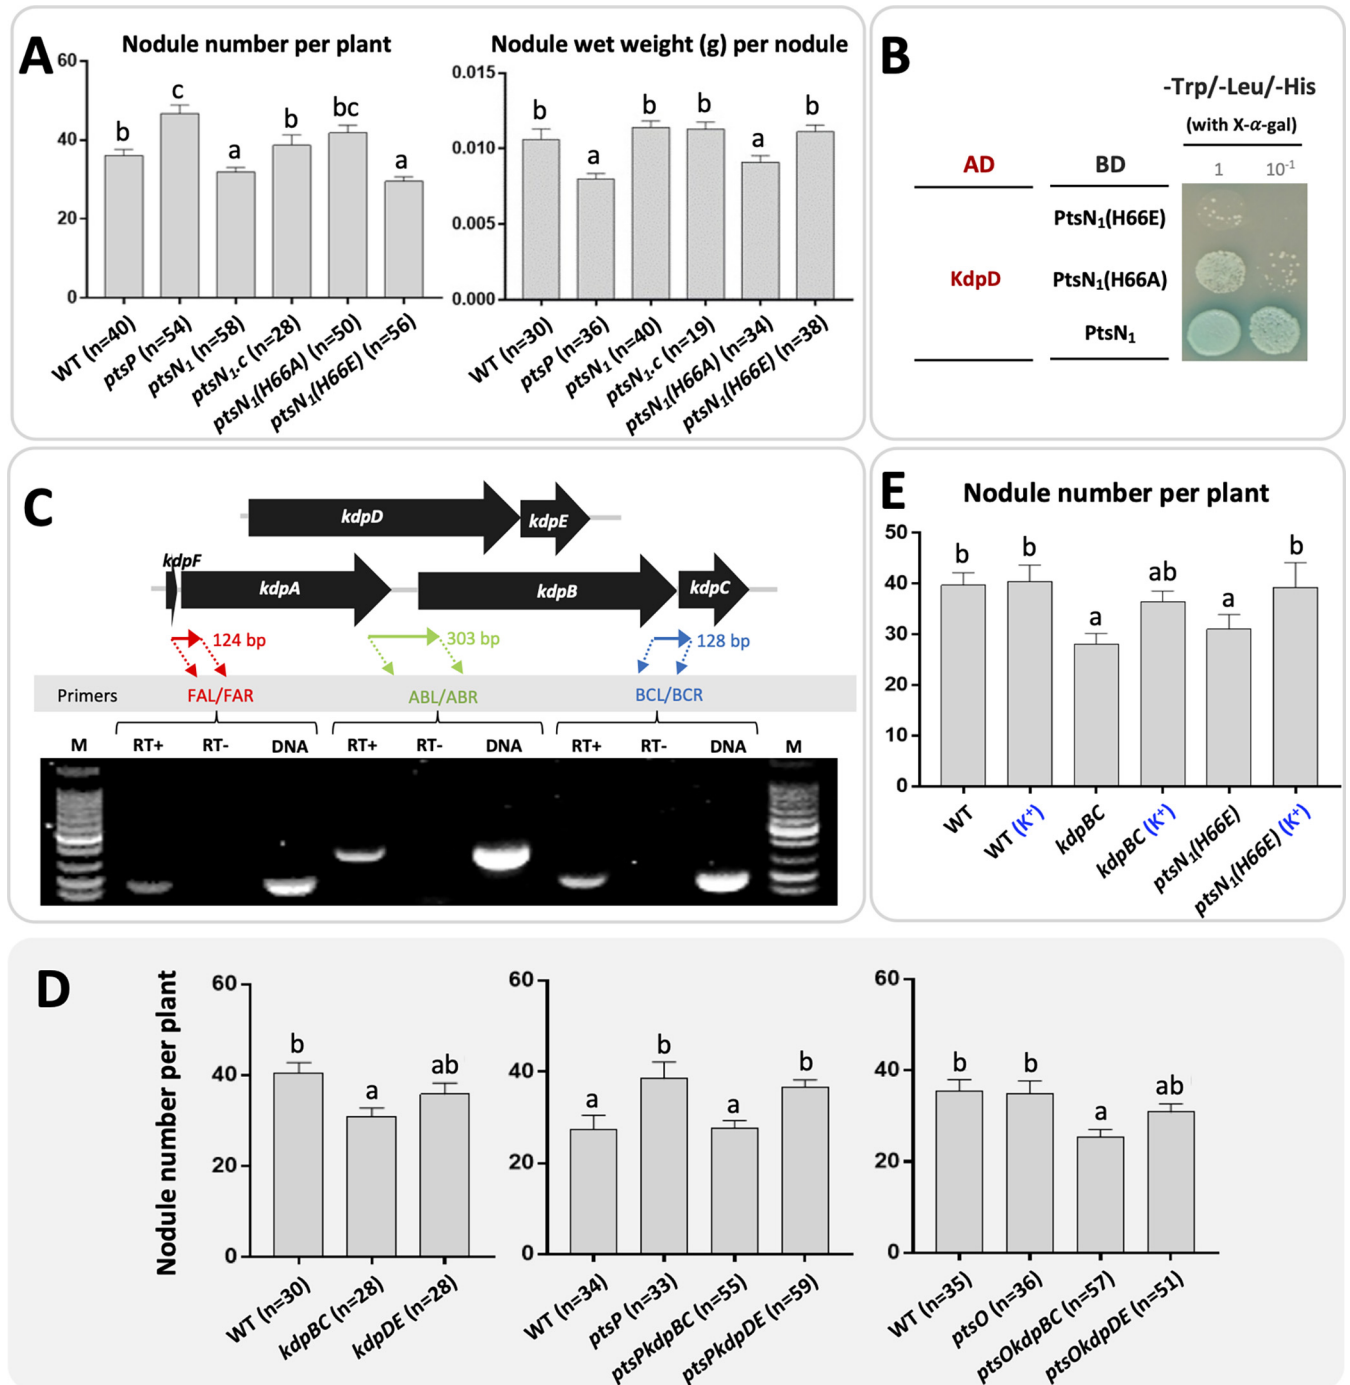 A
Nodule number per plant
60
40
20
0
b
c
a
b
bc
a
WT (n=40)
ptsP (n=54)
ptsN₁ (n=58)
ptsN₁.c (n=28)
ptsN₁(H66A) (n=50)
ptsN₁(H66E) (n=56)
Nodule wet weight (g) per nodule
0.015
0.010
0.005
0.000
b
a
b
b
a
b
WT (n=30)
ptsP (n=36)
ptsN₁ (n=40)
ptsN₁.c (n=19)
ptsN₁(H66A) (n=34)
ptsN₁(H66E) (n=38)
B
-Trp/-Leu/-His
(with X-α-gal)
AD
BD
1
10⁻¹
PtsN₁(H66E)
KdpD
PtsN₁(H66A)
PtsN₁
C
kdpD
kdpE
kdpF
kdpA
kdpB
kdpC
124 bp
303 bp
128 bp
Primers
FAL/FAR
ABL/ABR
BCL/BCR
M
RT+
RT-
DNA
RT+
RT-
DNA
RT+
RT-
DNA
M
E
Nodule number per plant
50
40
30
20
10
0
b
b
a
ab
a
b
WT
WT (K⁺)
kdpBC
kdpBC (K⁺)
ptsN₁(H66E)
ptsN₁(H66E) (K⁺)
D
Nodule number per plant
60
40
20
0
b
a
ab
WT (n=30)
kdpBC (n=28)
kdpDE (n=28)
60
40
20
0
a
b
a
b
WT (n=34)
ptsP (n=33)
ptsPkdpBC (n=55)
ptsPkdpDE (n=59)
60
40
20
0
b
b
a
ab
WT (n=35)
ptsO (n=36)
ptsOkdpBC (n=57)
ptsOkdpDE (n=51)